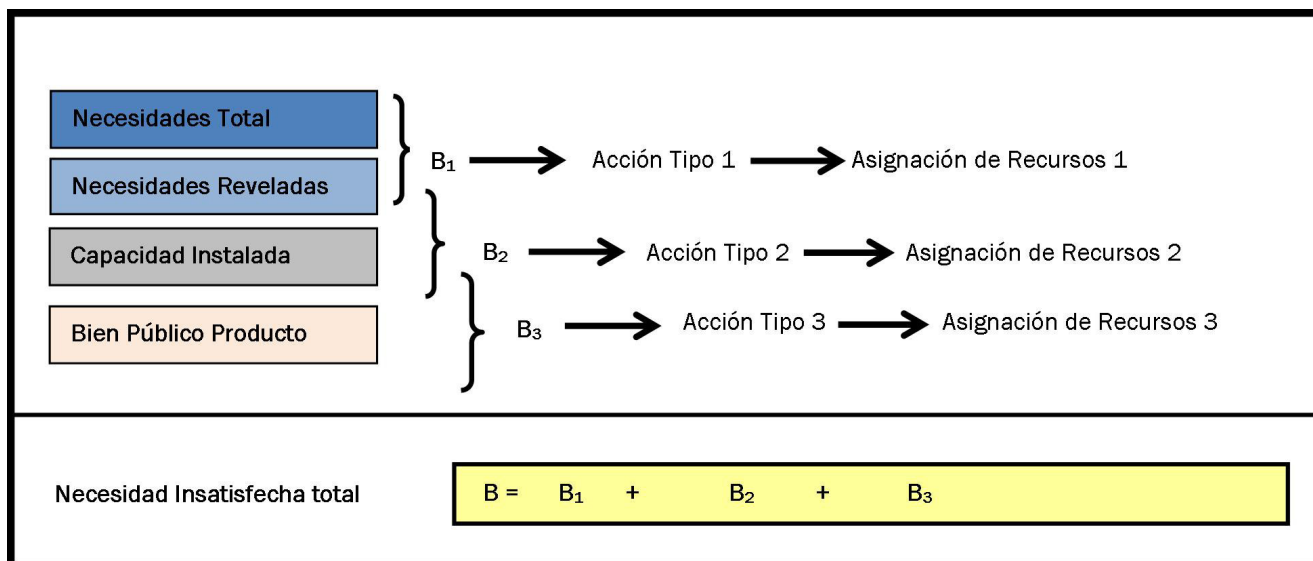 Necesidades Total
Necesidades Reveladas
B₁
Acción Tipo 1
Asignación de Recursos 1
Capacidad Instalada
B₂
Acción Tipo 2
Asignación de Recursos 2
Bien Público Producto
B₃
Acción Tipo 3
Asignación de Recursos 3
Necesidad Insatisfecha total
B = B₁ + B₂ + B₃